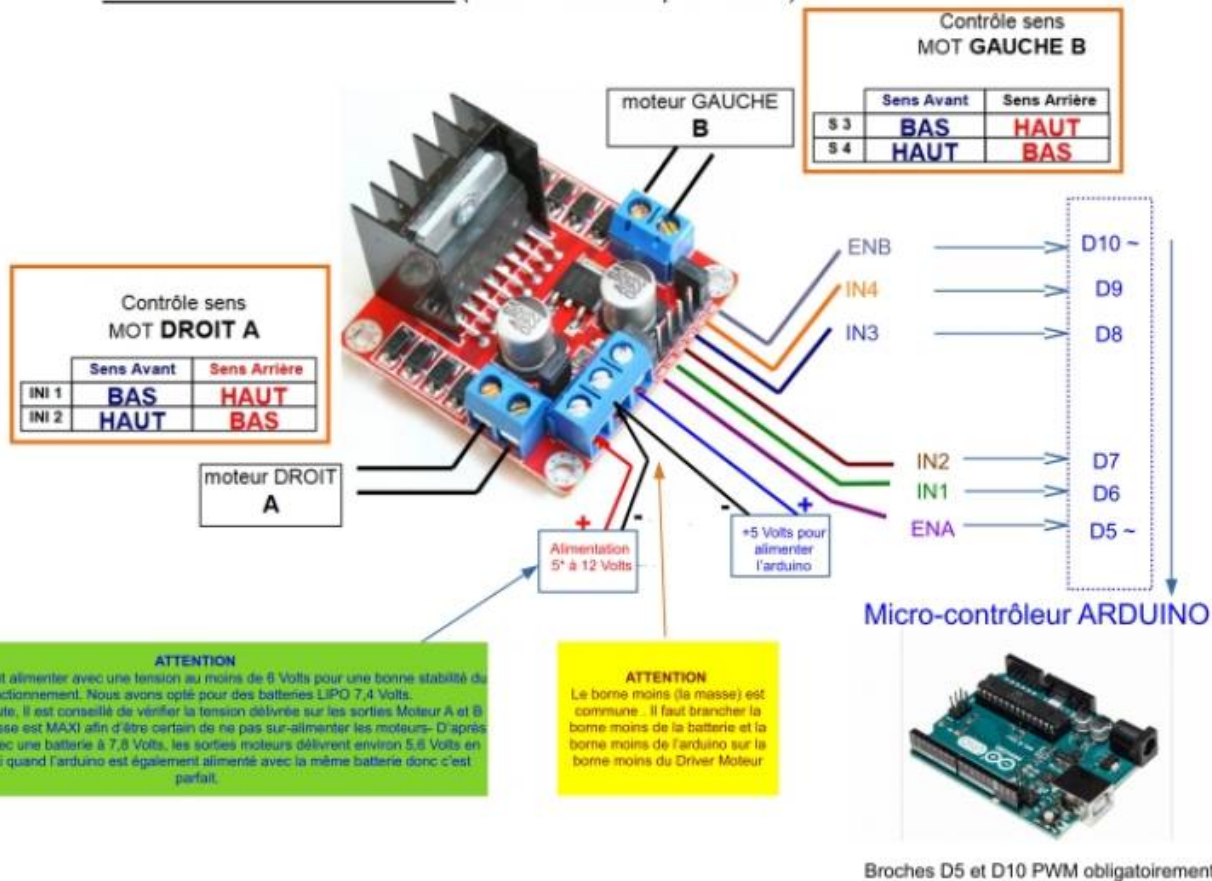 Contrôle sens
MOT GAUCHE B
Sens Avant Sens Arrière
S 3 BAS HAUT
S 4 HAUT BAS
moteur GAUCHE
B
Contrôle sens
MOT DROIT A
Sens Avant Sens Arrière
INI 1 BAS HAUT
INI 2 HAUT BAS
moteur DROIT
A
ENB D10 ~
IN4 D9
IN3 D8
IN2 D7
IN1 D6
ENA D5 ~
+ -
Alimentation
5* à 12 Volts
- +
+5 Volts pour
alimenter
l'arduino
Micro-contrôleur ARDUINO
ATTENTION
t alimenter avec une tension au moins de 6 Volts pour une bonne stabilité du
ctionnement. Nous avons opté pour des batteries LIPO 7,4 Volts.
ute, Il est conseillé de vérifier la tension délivrée sur les sorties Moteur A et B
sse est MAXI afin d'être certain de ne pas sur-alimenter les moteurs- D'après
ec une batterie à 7,8 Volts, les sorties moteurs délivrent environ 5,6 Volts en
i quand l'arduino est également alimenté avec la même batterie donc c'est
parfait.
ATTENTION
Le borne moins (la masse) est
commune . Il faut brancher la
borne moins de la batterie et la
borne moins de l'arduino sur la
borne moins du Driver Moteur
Broches D5 et D10 PWM obligatoirement